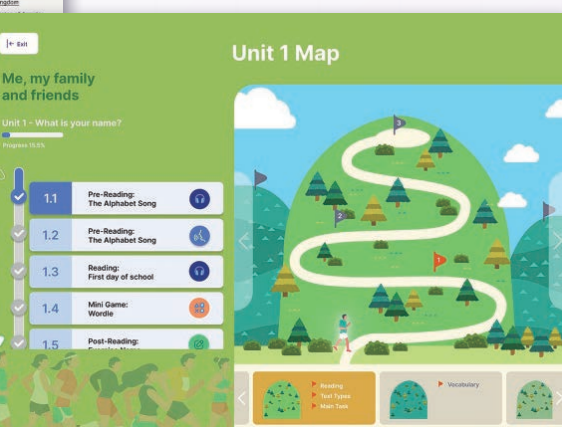 Exit
Unit 1 Map
Me, my family
and friends
Unit 1 - What is your name?
Progress
1.1
Pre-Reading:
The Alphabet Song
1.2
Pre-Reading:
The Alphabet Song
1.3
Reading:
First day of school
1.4
Mini Game:
Wordle
1.5
Post-Reading:
3
2
1
Reading
Text Types
Main Task
Vocabulary